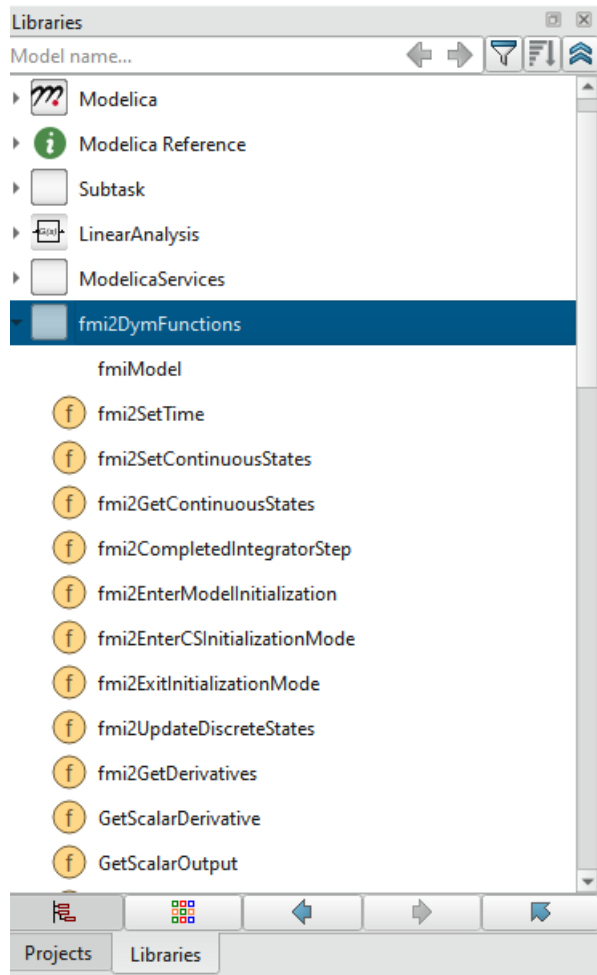 Libraries
Model name...
Modelica
i Modelica Reference
Subtask
G(s) LinearAnalysis
ModelicaServices
fmi2DymFunctions
fmiModel
f fmi2SetTime
f fmi2SetContinuousStates
f fmi2GetContinuousStates
f fmi2CompletedIntegratorStep
f fmi2EnterModelInitialization
f fmi2EnterCSInitializationMode
f fmi2ExitInitializationMode
f fmi2UpdateDiscreteStates
f fmi2GetDerivatives
f GetScalarDerivative
f GetScalarOutput
Projects Libraries